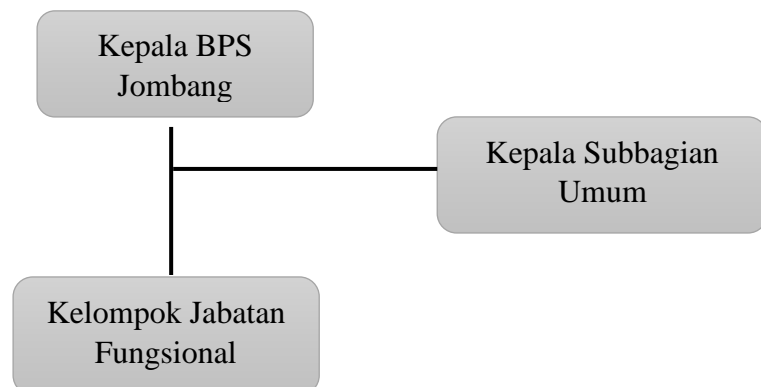 Kepala BPS
Jombang
Kepala Subbagian
Umum
Kelompok Jabatan
Fungsional